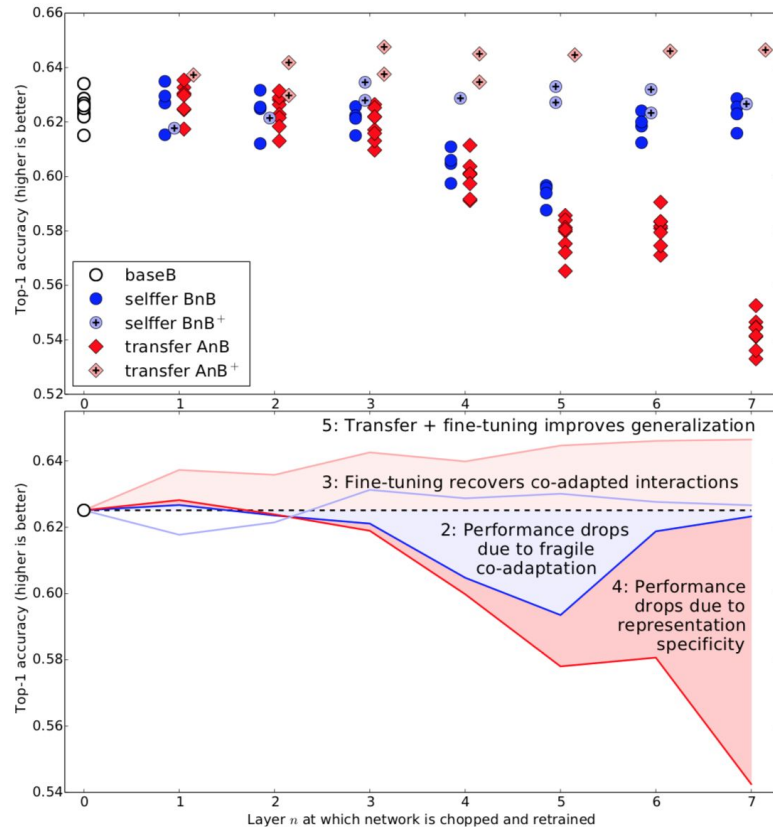 0.66
0.64
0.62
0.60
0.58
0.56
0.54
0.52
Top-1 accuracy (higher is better)
baseB
selffer BnB
selffer BnB⁺
transfer AnB
transfer AnB⁺
0 1 2 3 4 5 6 7
5: Transfer + fine-tuning improves generalization
3: Fine-tuning recovers co-adapted interactions
2: Performance drops
due to fragile
co-adaptation
4: Performance
drops due to
representation
specificity
0.64
0.62
0.60
0.58
0.56
0.54
Top-1 accuracy (higher is better)
0 1 2 3 4 5 6 7
Layer n at which network is chopped and retrained